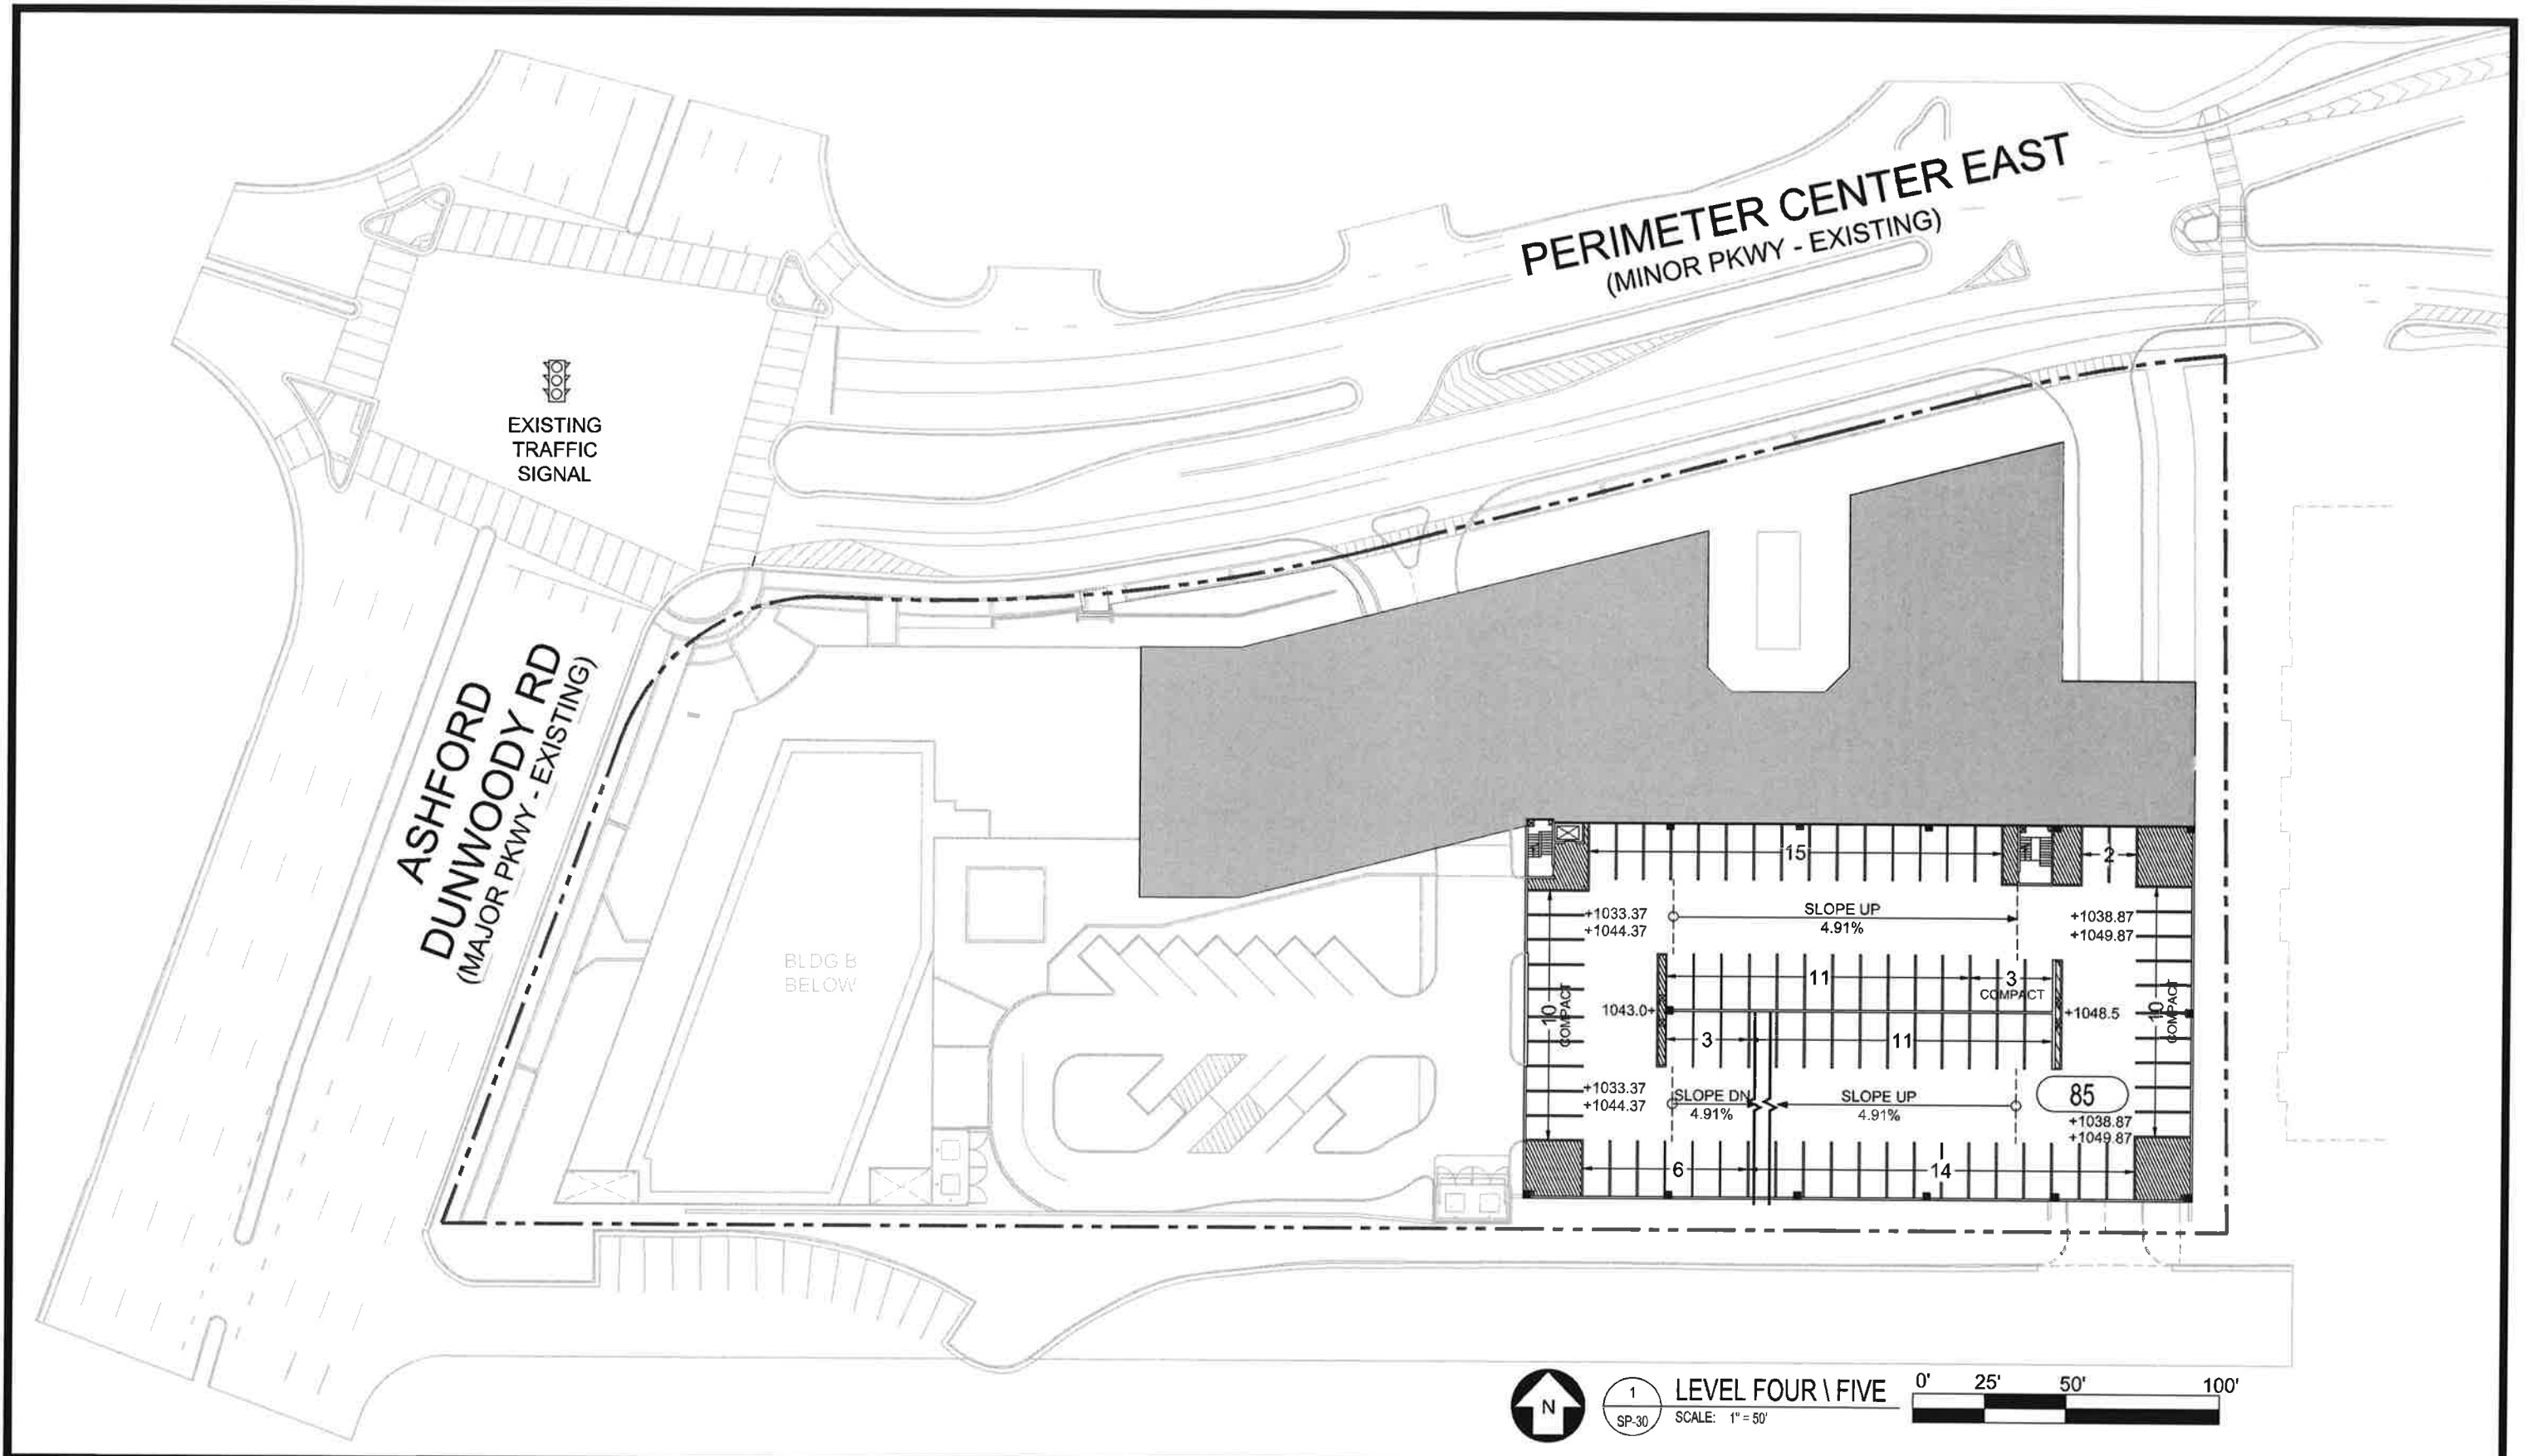 PERIMETER CENTER EAST
(MINOR PKWY - EXISTING)
EXISTING
TRAFFIC
SIGNAL
ASHFORD
DUNWOODY RD
(MAJOR PKWY - EXISTING)
BLDG B
BELOW
15
2
+1033.37
+1044.37
SLOPE UP
4.91%
+1038.87
+1049.87
11
3
COMPACT
10
COMPACT
1043.0+
+1048.5
10
COMPACT
3
11
+1033.37
+1044.37
SLOPE DN
4.91%
SLOPE UP
4.91%
85
+1038.87
+1049.87
6
14
N
1
SP-30
LEVEL FOUR \ FIVE
SCALE: 1" = 50'
0' 25' 50' 100'